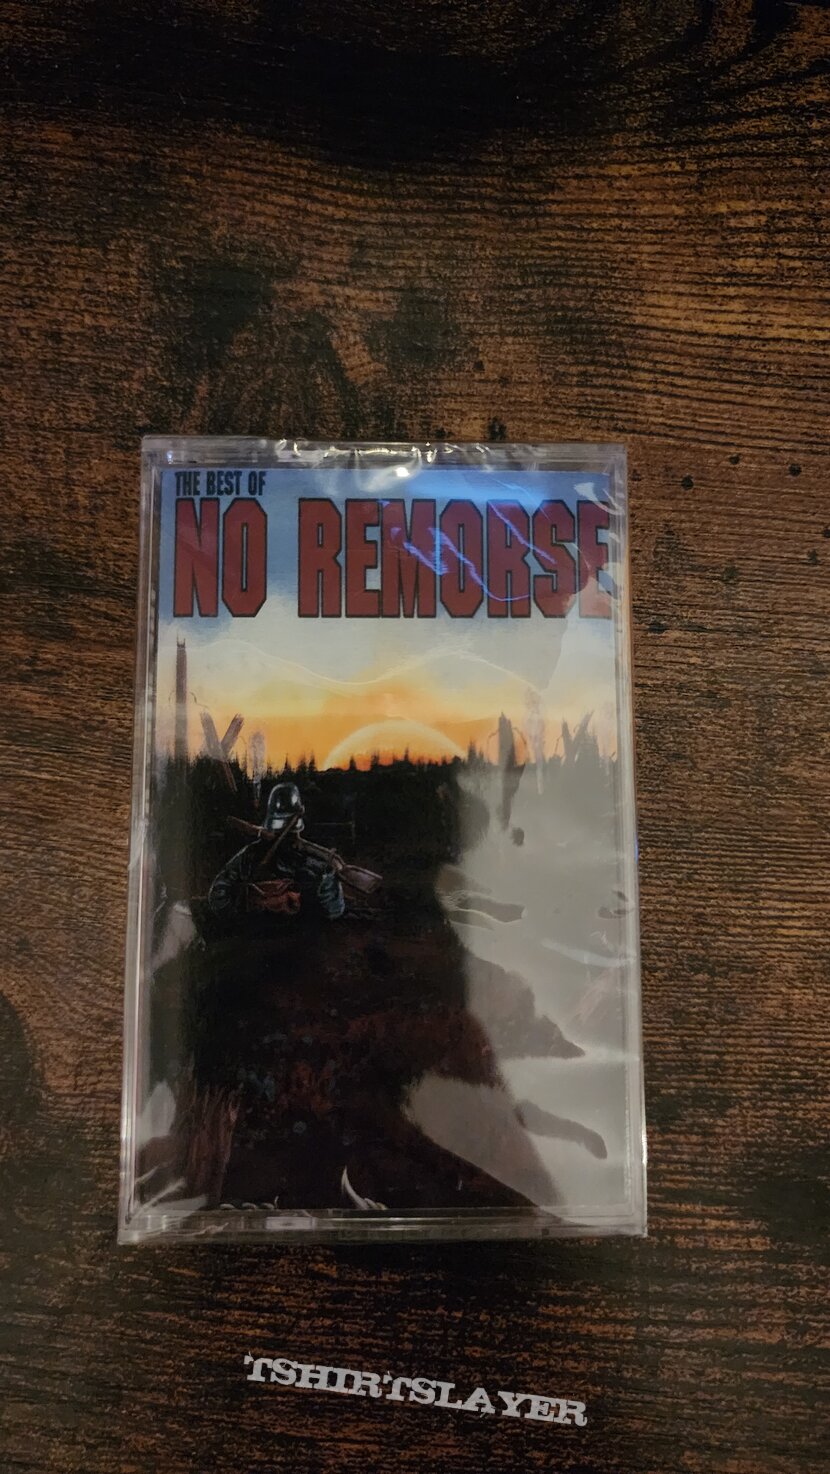 THE BEST OF
NO REMORSE
TSHIRTSLAYER